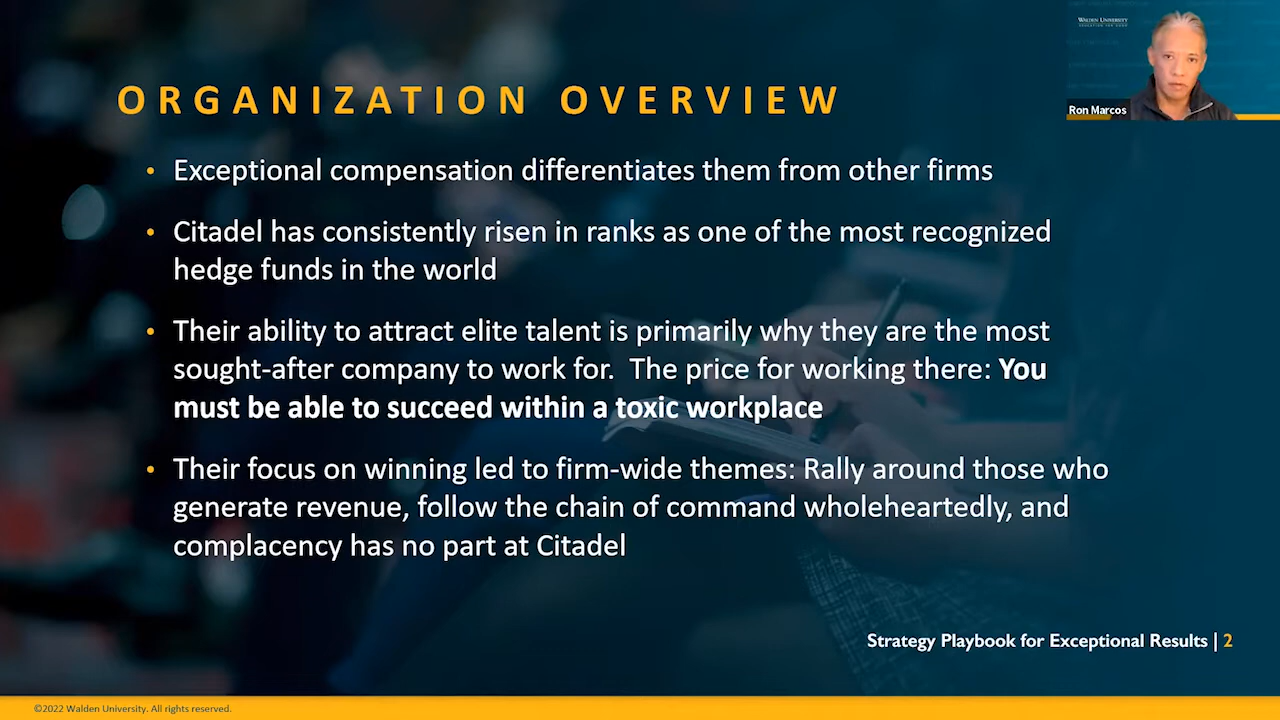 WALDEN UNIVERSITY
Ron Marcos
ORGANIZATION OVERVIEW
• Exceptional compensation differentiates them from other firms
• Citadel has consistently risen in ranks as one of the most recognized
hedge funds in the world
• Their ability to attract elite talent is primarily why they are the most
sought-after company to work for.  The price for working there: You
must be able to succeed within a toxic workplace
• Their focus on winning led to firm-wide themes: Rally around those who
generate revenue, follow the chain of command wholeheartedly, and
complacency has no part at Citadel
Strategy Playbook for Exceptional Results | 2
©2022 Walden University. All rights reserved.